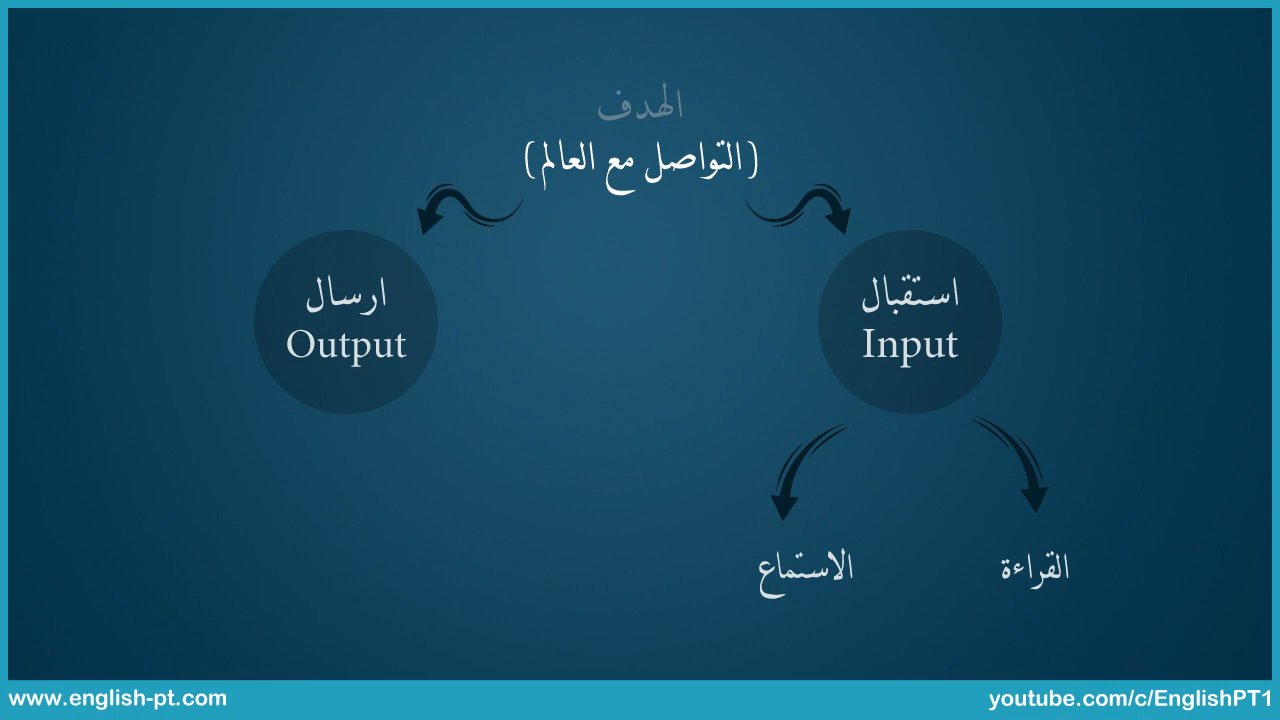 الهدف
(التواصل مع العالم)
استقبال
Input
ارسال
Output
القراءة
الاستماع
www.english-pt.com
youtube.com/c/EnglishPT1